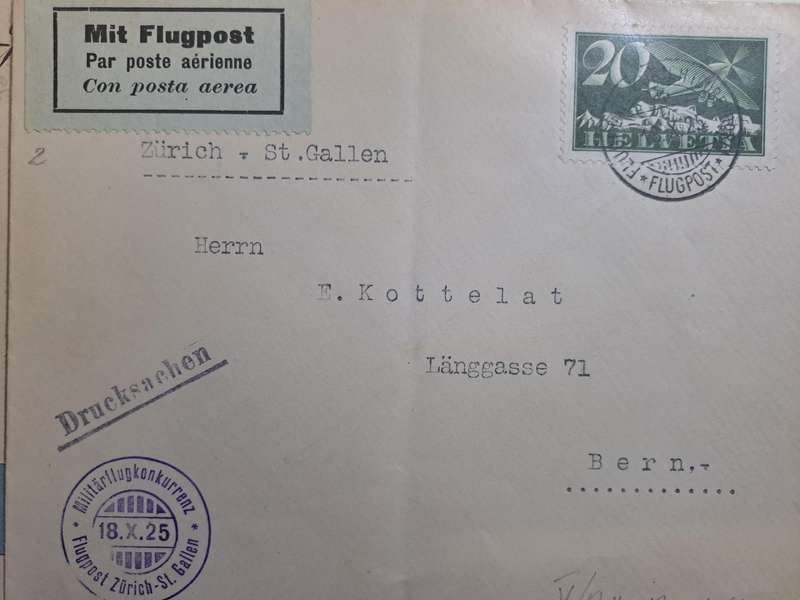 Mit Flugpost
Par poste aérienne
Con posta aerea
20
HELVETIA
* FLUGPOST *
2
Zürich - St.Gallen
Herrn
E. Kottelat
Länggasse 71
Bern.-
Drucksachen
* Militärflugkonkurrenz *
18.X.25
Flugpost Zürich-St. Gallen